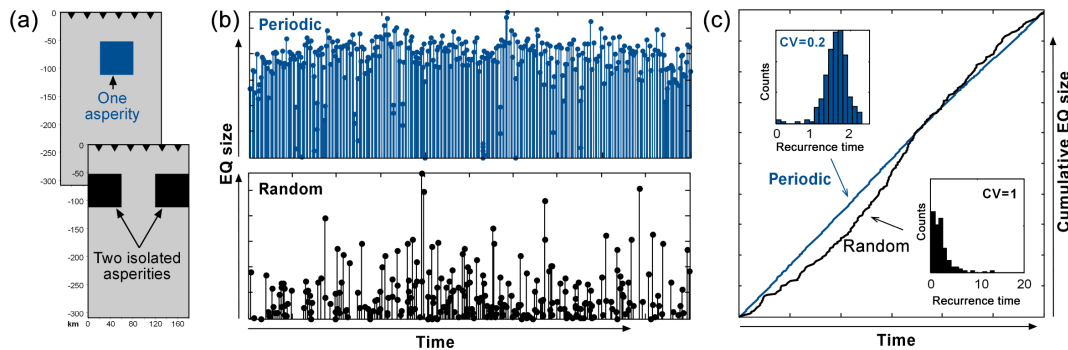 (a)
0
-50
-100
-150
-200
-250
-300
One
asperity
0
-50
-100
-150
-200
-250
-300
km
0
40
80
120
160
Two isolated
asperities
(b)
Periodic
EQ size
Random
Time
(c)
CV=0.2
Counts
0
1
2
Recurrence time
Periodic
Random
CV=1
Counts
0
10
20
Recurrence time
Cumulative EQ size
Time